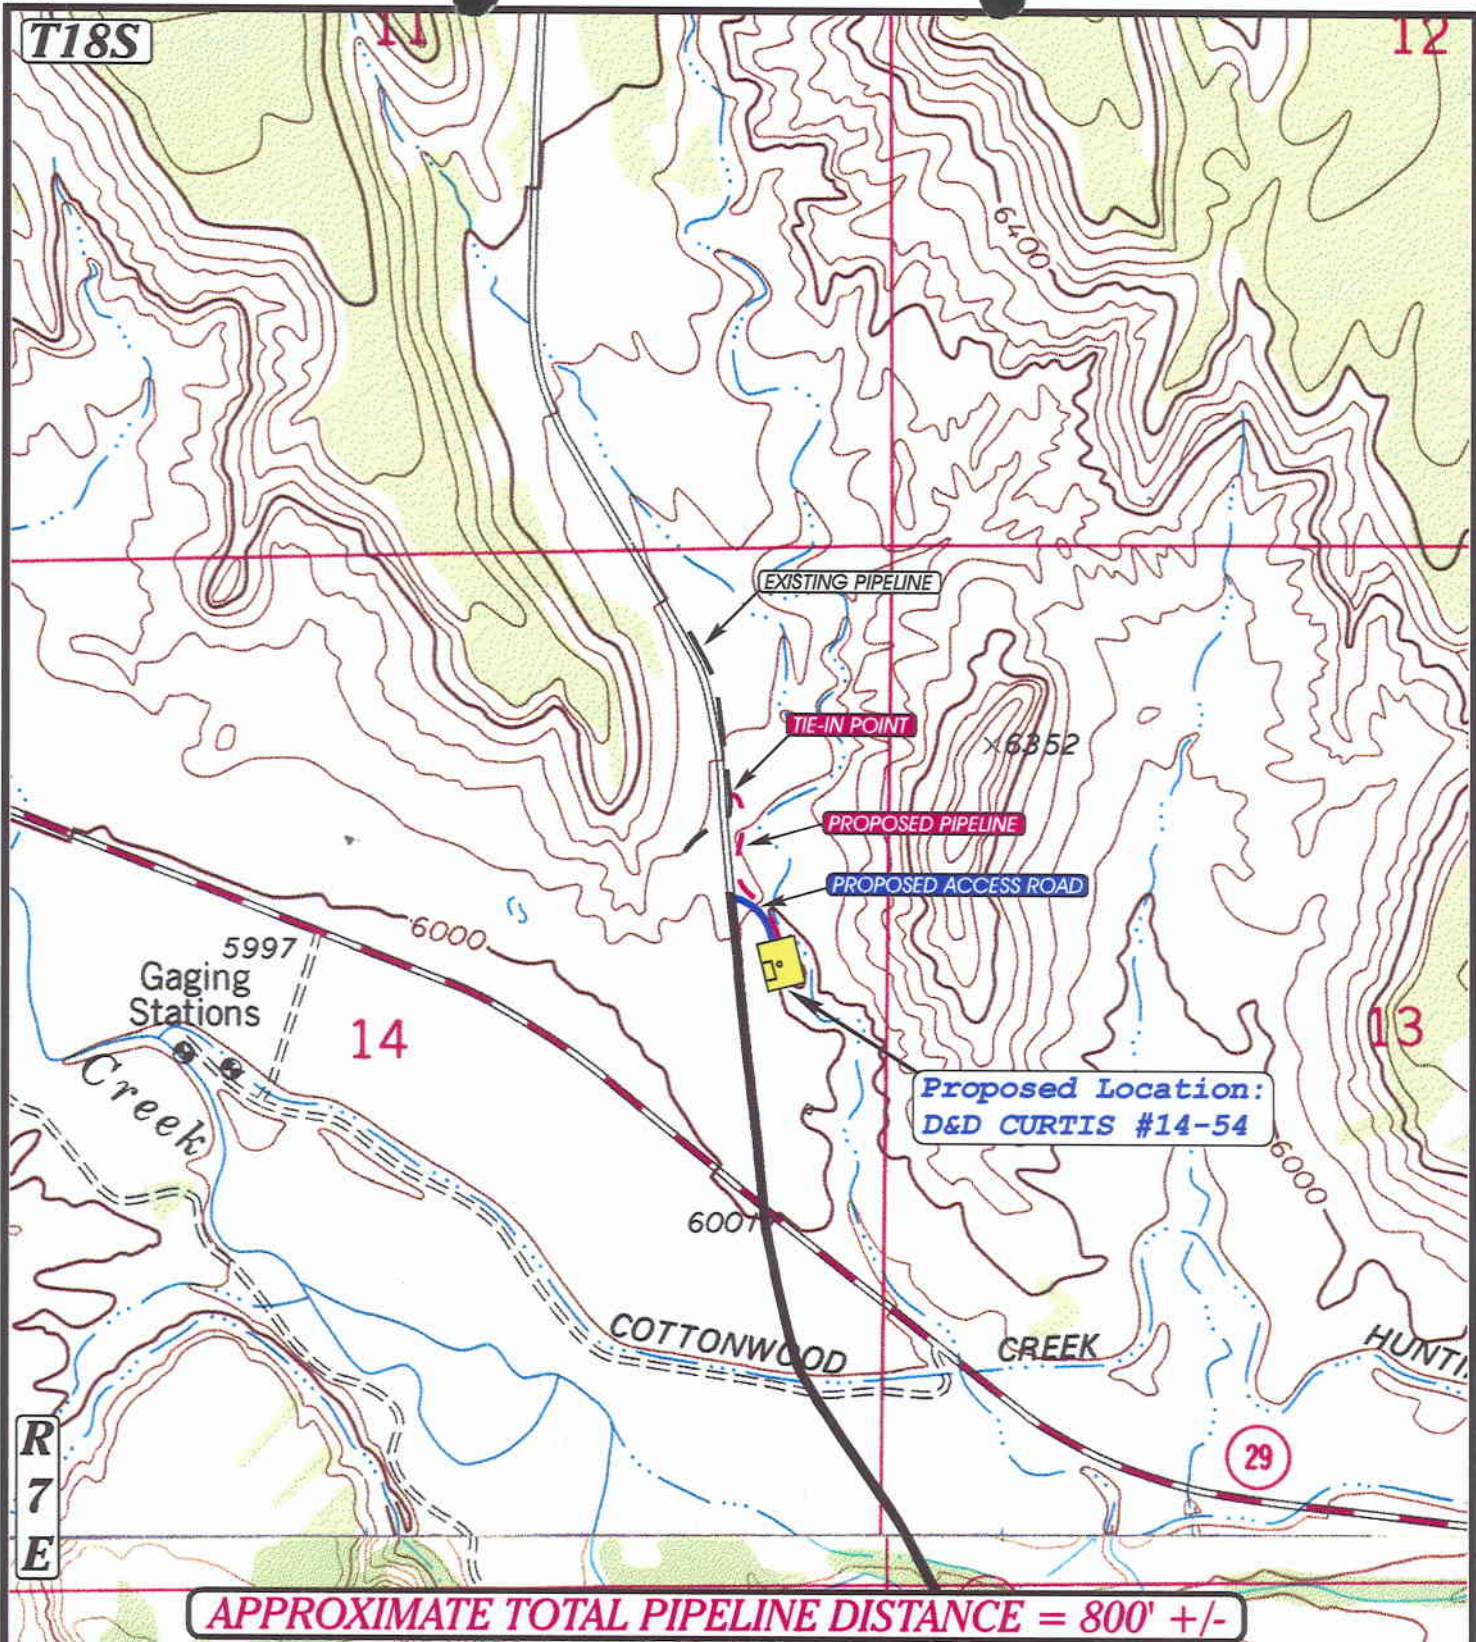 T18S
11
12
6400
EXISTING PIPELINE
TIE-IN POINT
×6352
PROPOSED PIPELINE
PROPOSED ACCESS ROAD
6000
5997
Gaging
Stations
14
13
Creek
Proposed Location:
D&D CURTIS #14-54
6000
6001
COTTONWOOD
CREEK
HUNTI
R
7
E
29
APPROXIMATE TOTAL PIPELINE DISTANCE = 800' +/-